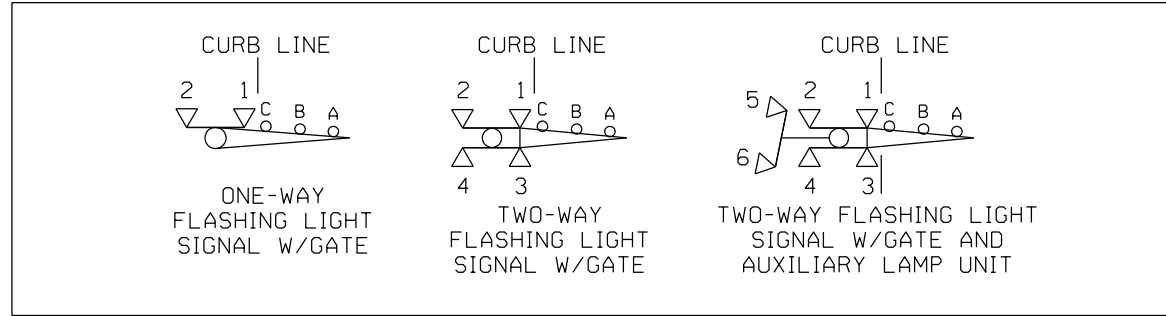 CURB LINE
2 1 C B A
ONE-WAY
FLASHING LIGHT
SIGNAL W/GATE
CURB LINE
2 1 C B A
4 3
TWO-WAY
FLASHING LIGHT
SIGNAL W/GATE
CURB LINE
5 2 1 C B A
6 4 3
TWO-WAY FLASHING LIGHT
SIGNAL W/GATE AND
AUXILIARY LAMP UNIT